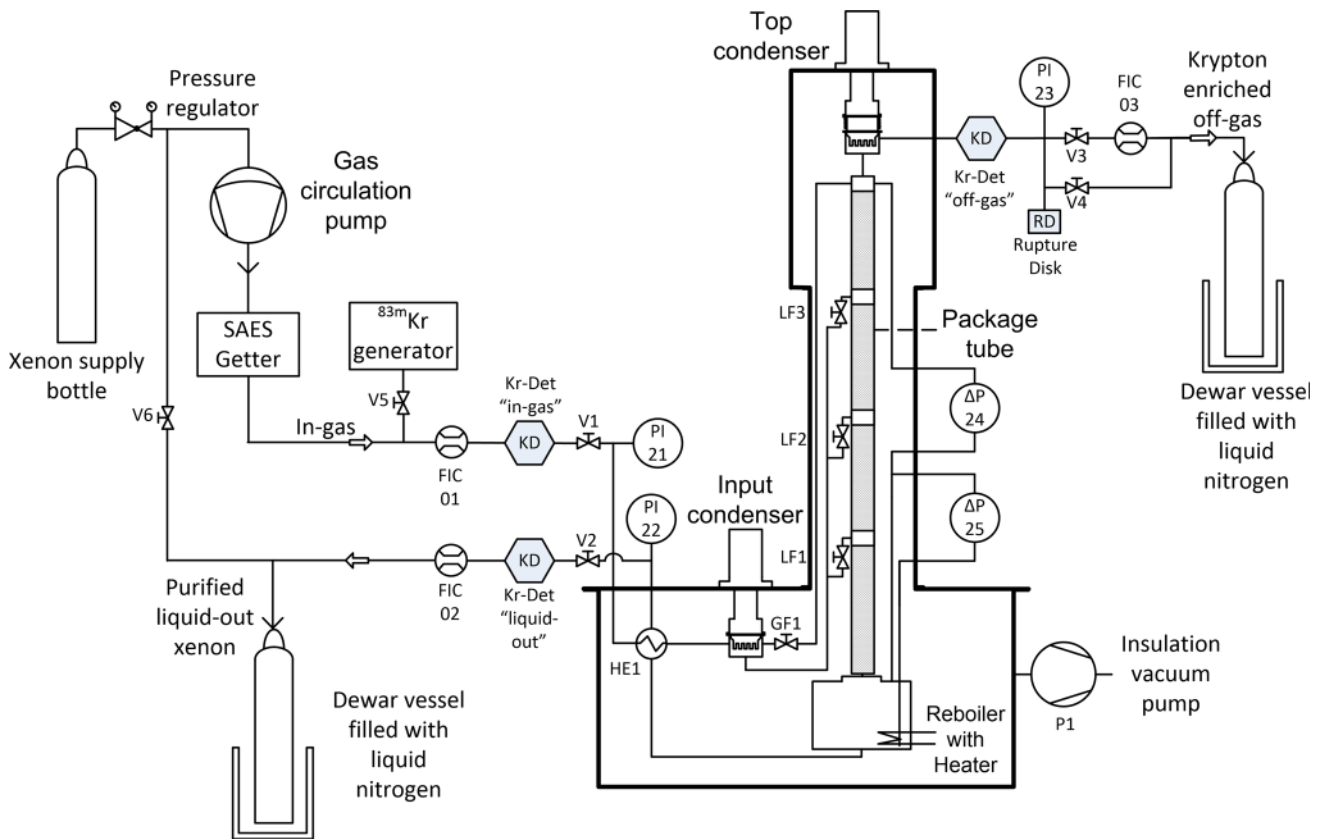 Pressure
regulator
Xenon supply
bottle
Gas
circulation
pump
SAES
Getter
83mKr
generator
V5
V6
In-gas
FIC
01
Kr-Det
"in-gas"
KD
V1
PI
21
PI
22
V2
KD
Kr-Det
"liquid-
out"
FIC
02
Purified
liquid-out
xenon
Dewar vessel
filled with
liquid
nitrogen
HE1
Input
condenser
GF1
Top
condenser
LF3
LF2
LF1
Package
tube
ΔP
24
ΔP
25
Reboiler
with
Heater
P1
Insulation
vacuum
pump
KD
Kr-Det
"off-gas"
PI
23
V3
FIC
03
V4
RD
Rupture
Disk
Krypton
enriched
off-gas
Dewar vessel
filled with
liquid
nitrogen